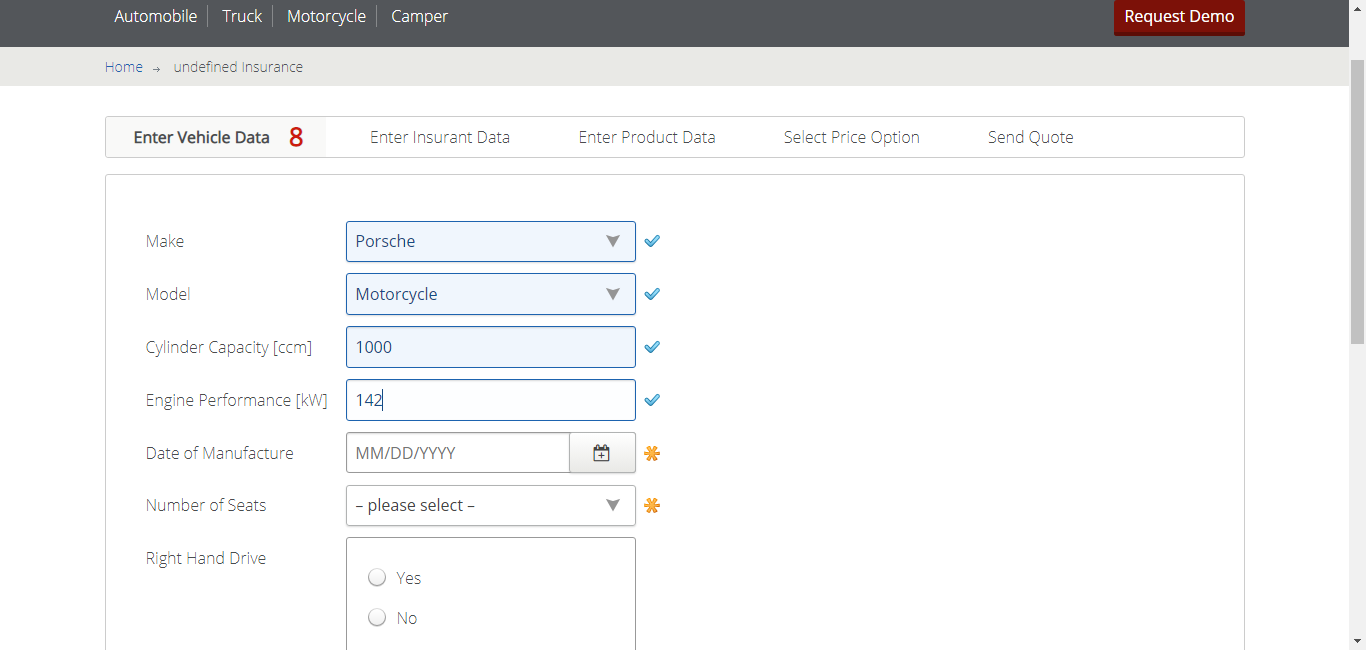 Automobile Truck Motorcycle Camper Request Demo
Home → undefined Insurance
Enter Vehicle Data 8 Enter Insurant Data Enter Product Data Select Price Option Send Quote
Make Porsche
Model Motorcycle
Cylinder Capacity [ccm] 1000
Engine Performance [kW] 142
Date of Manufacture MM/DD/YYYY
Number of Seats – please select –
Right Hand Drive
Yes
No